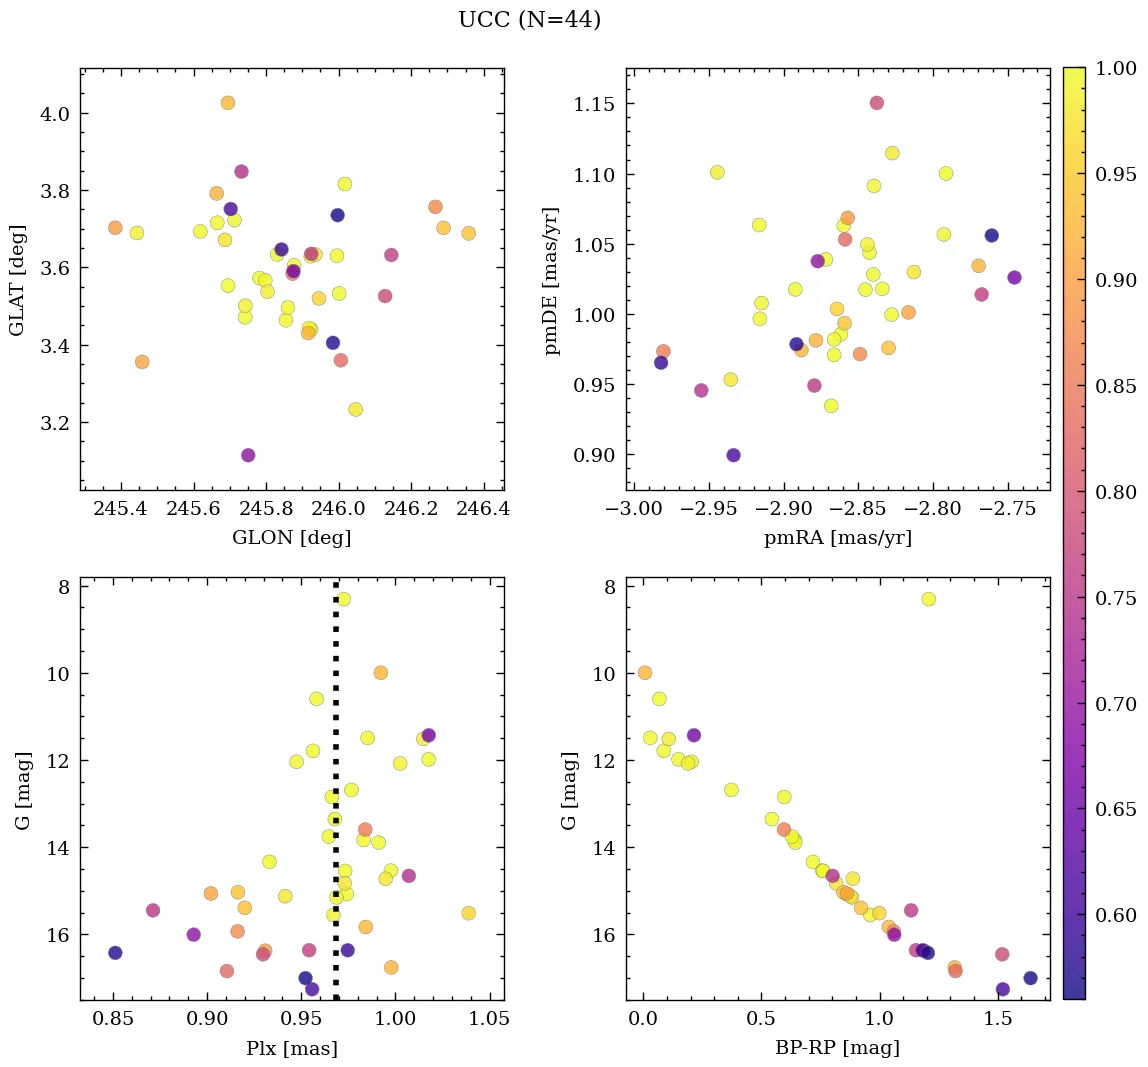 UCC (N=44)
4.0
3.8
3.6
3.4
3.2
GLAT [deg]
245.4 245.6 245.8 246.0 246.2 246.4
GLON [deg]
1.15
1.10
1.05
1.00
0.95
0.90
pmDE [mas/yr]
−3.00 −2.95 −2.90 −2.85 −2.80 −2.75
pmRA [mas/yr]
8
10
12
14
16
G [mag]
0.85 0.90 0.95 1.00 1.05
Plx [mas]
8
10
12
14
16
G [mag]
0.0 0.5 1.0 1.5
BP-RP [mag]
1.00
0.95
0.90
0.85
0.80
0.75
0.70
0.65
0.60